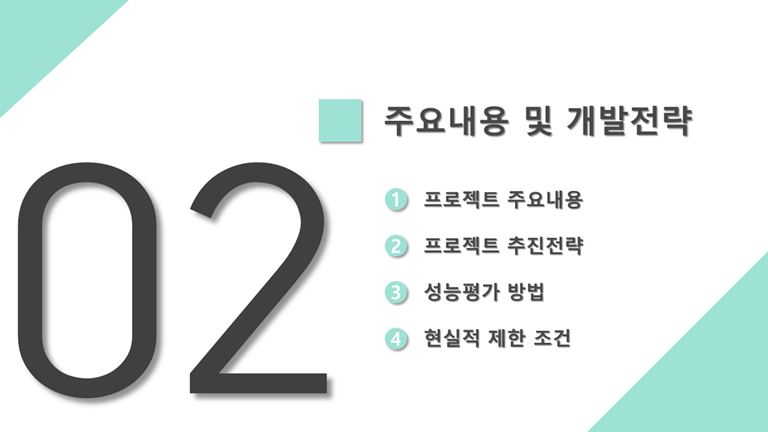 02
주요내용 및 개발전략
1 프로젝트 주요내용
2 프로젝트 추진전략
3 성능평가 방법
4 현실적 제한 조건